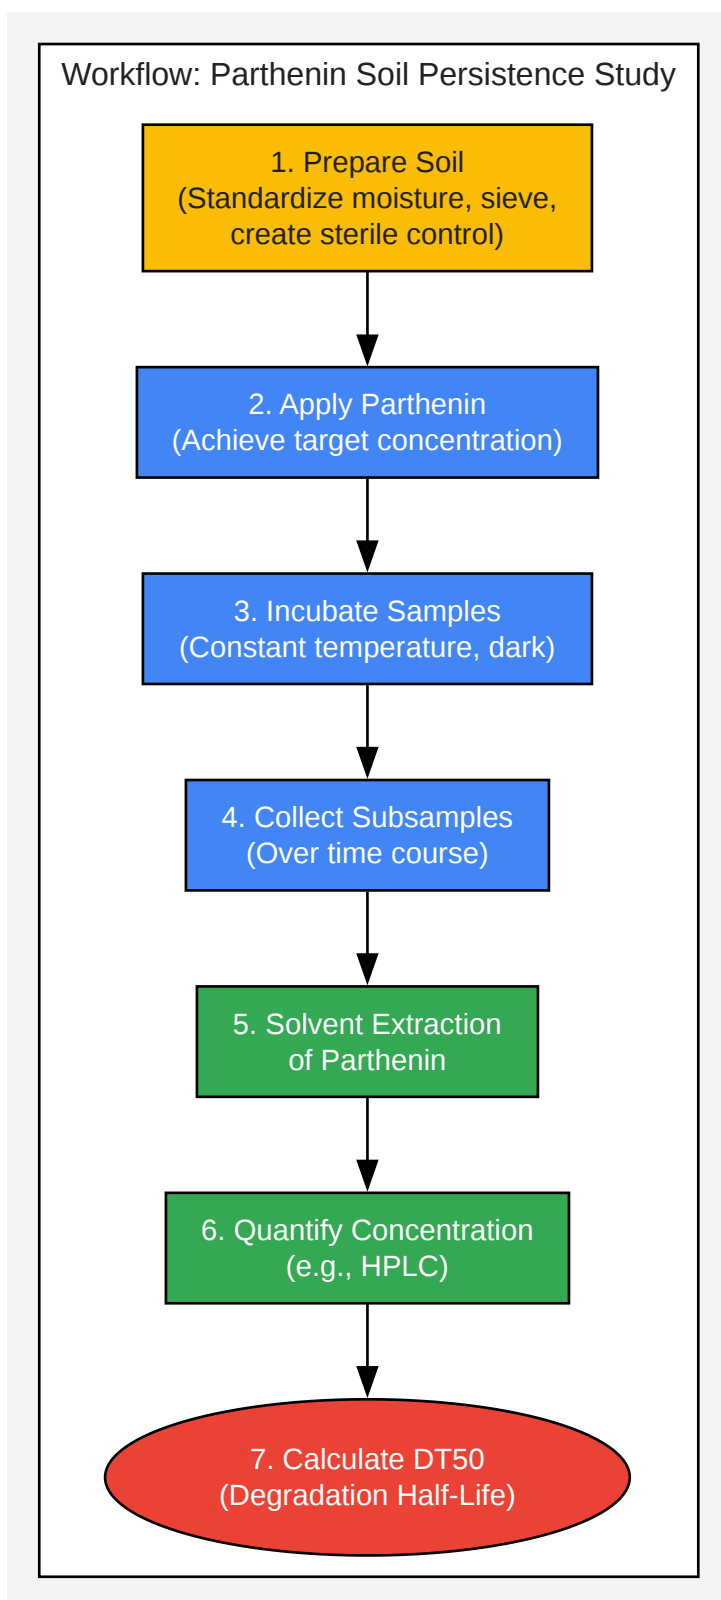 Workflow: Parthenin Soil Persistence Study
1. Prepare Soil
(Standardize moisture, sieve,
create sterile control)
2. Apply Parthenin
(Achieve target concentration)
3. Incubate Samples
(Constant temperature, dark)
4. Collect Subsamples
(Over time course)
5. Solvent Extraction
of Parthenin
6. Quantify Concentration
(e.g., HPLC)
7. Calculate DT50
(Degradation Half-Life)